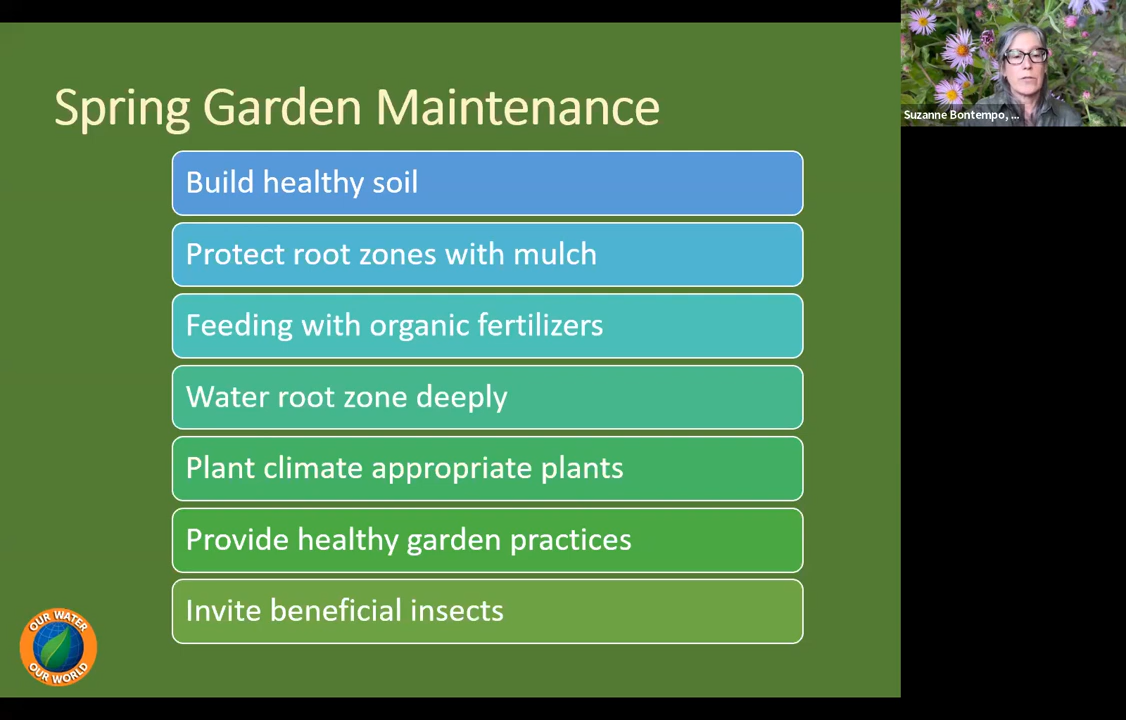 Spring Garden Maintenance
Build healthy soil
Protect root zones with mulch
Feeding with organic fertilizers
Water root zone deeply
Plant climate appropriate plants
Provide healthy garden practices
Invite beneficial insects
OUR WATER
OUR WORLD
Suzanne Bontempo, ...